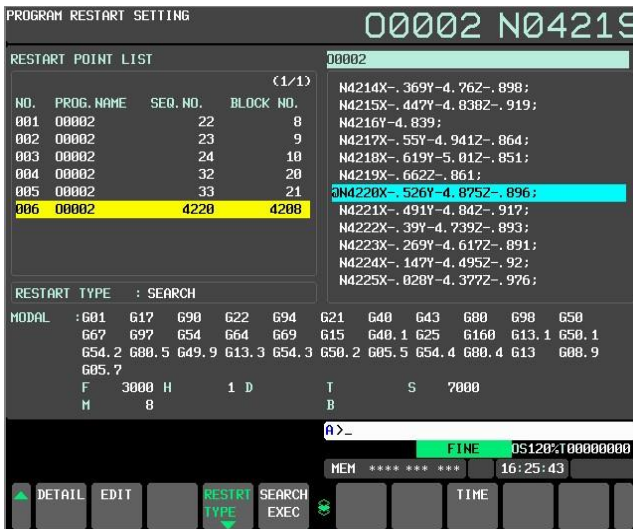 PROGRAM RESTART SETTING
O0002 N0421S
RESTART POINT LIST
(1/1)
NO. PROG.NAME SEQ.NO. BLOCK NO.
001 O0002 22 8
002 O0002 23 9
003 O0002 24 10
004 O0002 32 20
005 O0002 33 21
006 O0002 4220 4208
RESTART TYPE : SEARCH
O0002
N4214X-.369Y-4.76Z-.898;
N4215X-.447Y-4.838Z-.919;
N4216Y-4.839;
N4217X-.55Y-4.941Z-.864;
N4218X-.619Y-5.01Z-.851;
N4219X-.662Z-.861;
@N4220X-.526Y-4.875Z-.896;
N4221X-.491Y-4.84Z-.917;
N4222X-.39Y-4.739Z-.893;
N4223X-.269Y-4.617Z-.891;
N4224X-.147Y-4.495Z-.92;
N4225X-.028Y-4.377Z-.976;
MODAL :G01 G17 G90 G22 G94 G21 G40 G43 G80 G98 G50
G67 G97 G54 G64 G69 G15 G40.1 G25 G160 G13.1 G50.1
G54.2 G80.5 G49.9 G13.3 G54.3 G50.2 G05.5 G54.4 G80.4 G13 G08.9
G05.7
F 3000 H 1 D T S 7000
M 8 B
A>_
FINE OS120%T00000000
MEM **** *** *** 16:25:43
DETAIL EDIT RESTRT TYPE SEARCH EXEC TIME